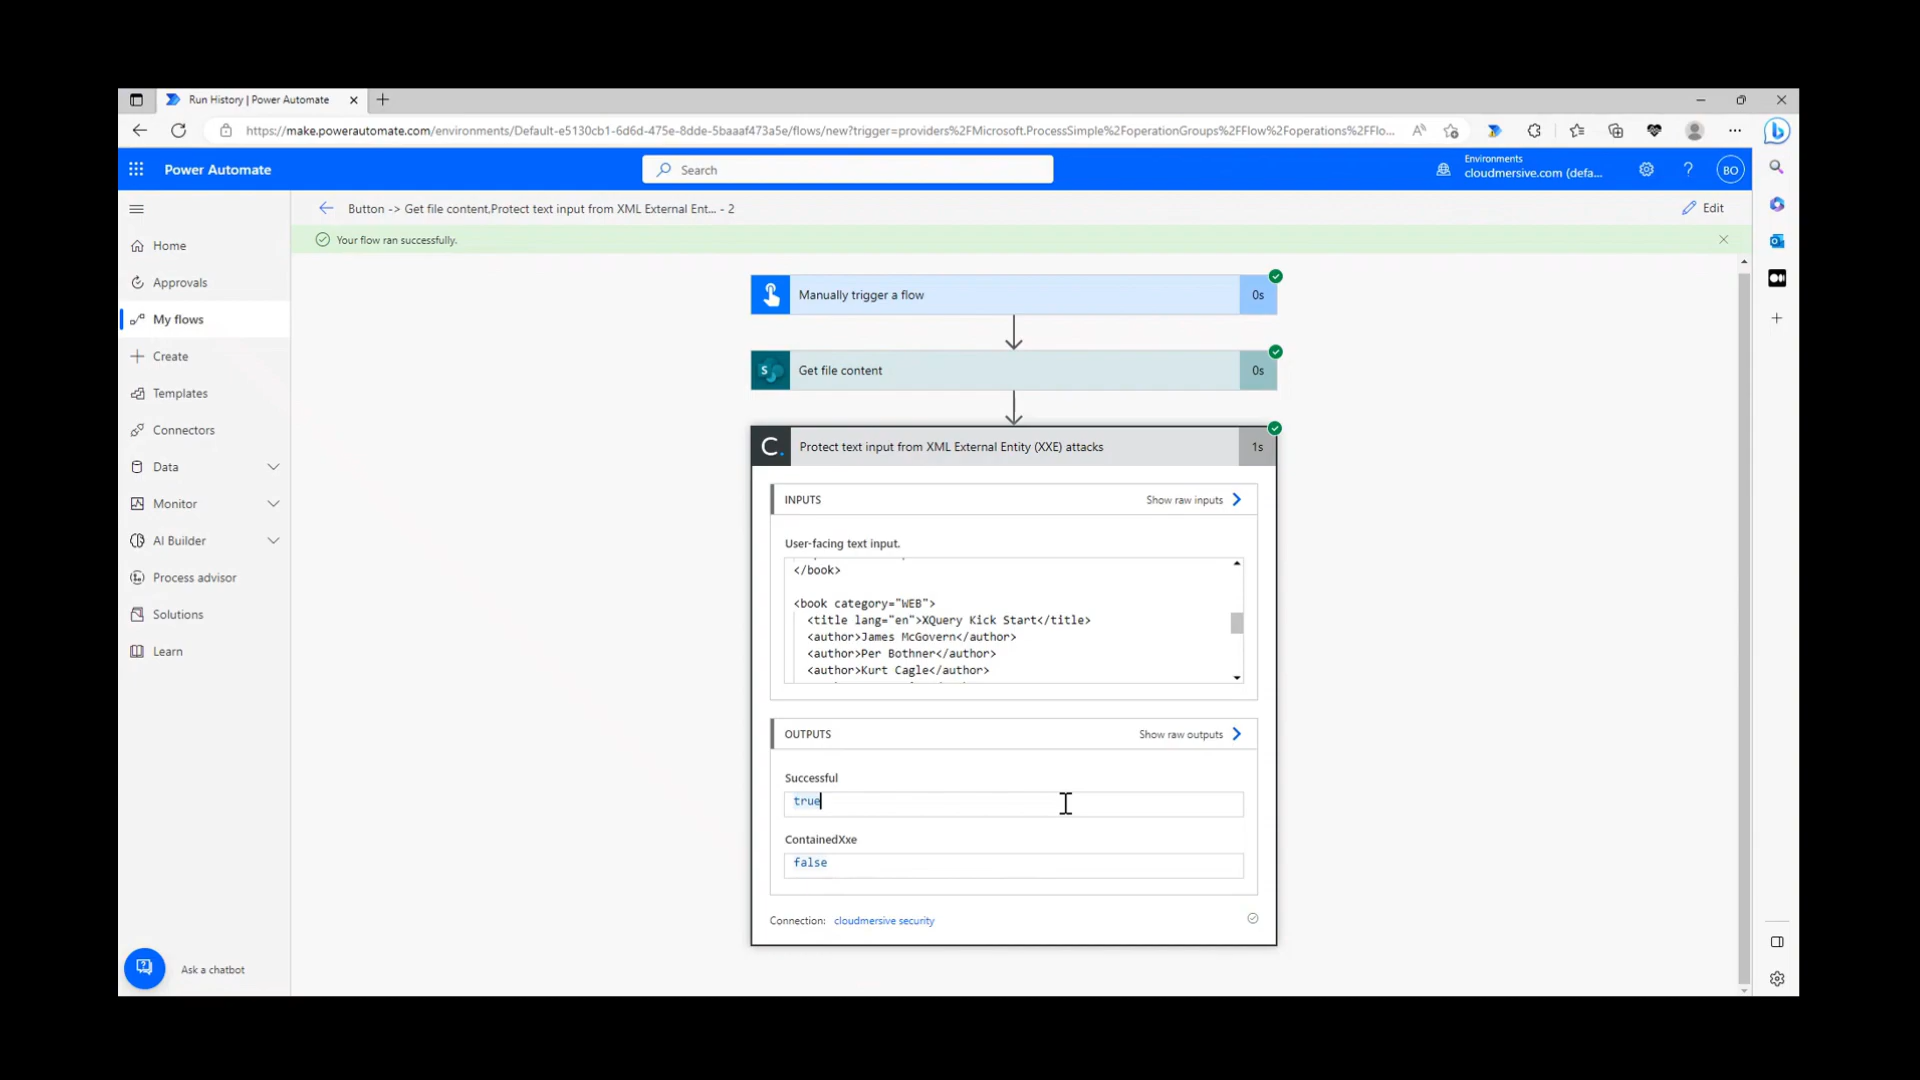 Run History | Power Automate
https://make.powerautomate.com/environments/Default-e5130cb1-6d6d-475e-8dde-5baaaf473a5e/flows/new?trigger=providers%2FMicrosoft.ProcessSimple%2FoperationGroups%2FFlow%2Foperations%2FFlo...
Power Automate
Search
Environments
cloudmersive.com (defa...
BO
Button -> Get file content,Protect text input from XML External Ent... - 2
Edit
Your flow ran successfully.
Home
Approvals
My flows
Create
Templates
Connectors
Data
Monitor
AI Builder
Process advisor
Solutions
Learn
Ask a chatbot
Manually trigger a flow
0s
Get file content
0s
Protect text input from XML External Entity (XXE) attacks
1s
INPUTS
Show raw inputs
User-facing text input.
</book>
<book category="WEB">
<title lang="en">XQuery Kick Start</title>
<author>James McGovern</author>
<author>Per Bothner</author>
<author>Kurt Cagle</author>
OUTPUTS
Show raw outputs
Successful
true
ContainedXxe
false
Connection: cloudmersive security